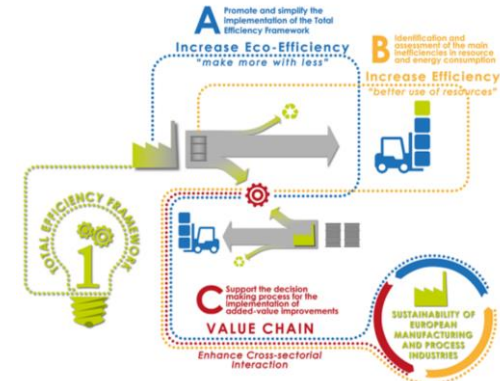 A
Promote and simplify the
implementation of the Total
Efficiency Framework
Increase Eco-Efficiency
"make more with less"
B
Identification and
assessment of the main
inefficiencies in resource
and energy consumption
Increase Efficiency
"better use of resources"
TOTAL EFFICIENCY FRAMEWORK
1
C
Support the decision
making process for the
implementation of
added-value improvements
VALUE CHAIN
Enhance Cross-sectorial
interaction
SUSTAINABILITY OF
EUROPEAN
MANUFACTURING
AND PROCESS
INDUSTRIES